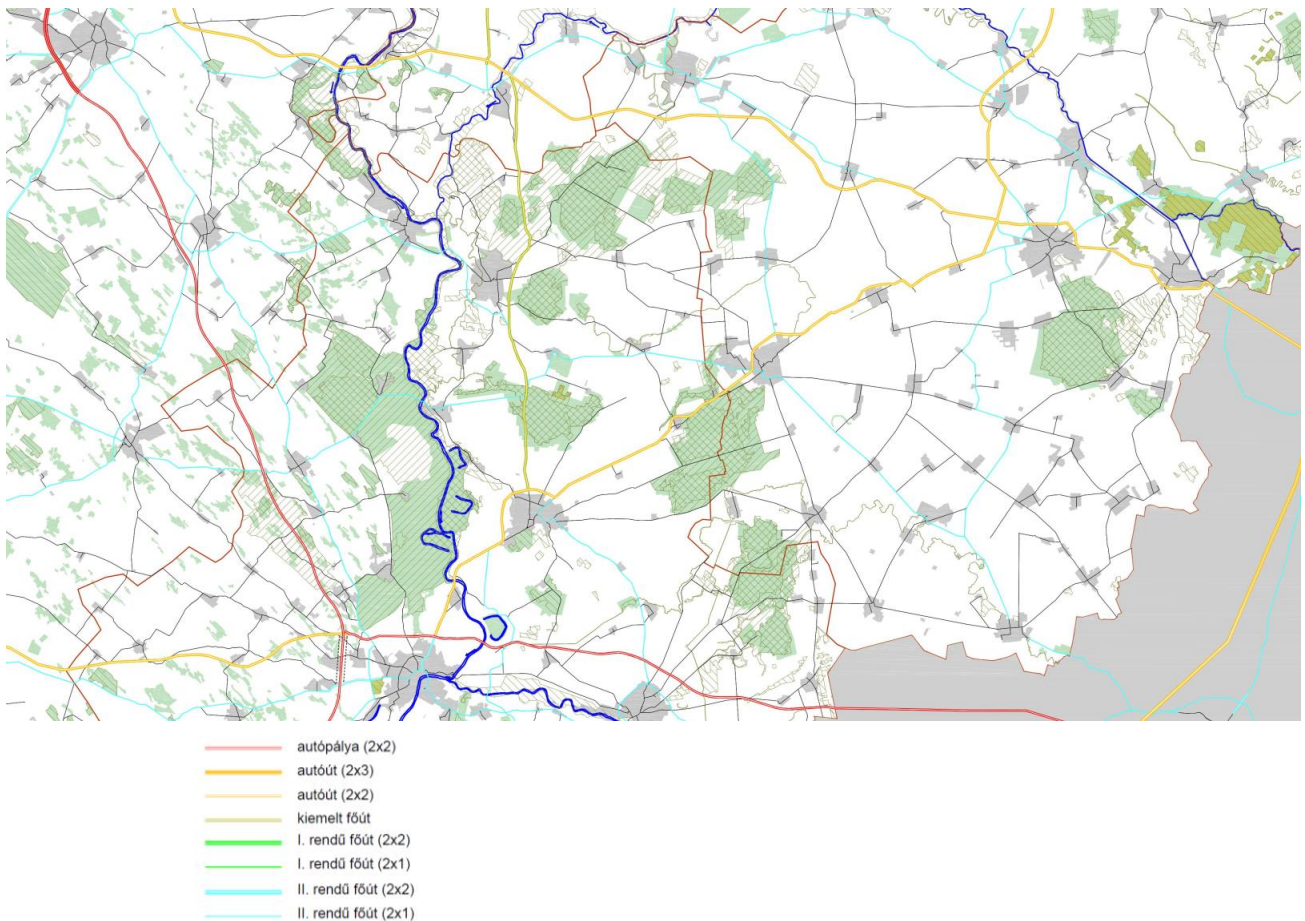 autópálya (2x2)
autóút (2x3)
autóút (2x2)
kiemelt főút
I. rendű főút (2x2)
I. rendű főút (2x1)
II. rendű főút (2x2)
II. rendű főút (2x1)